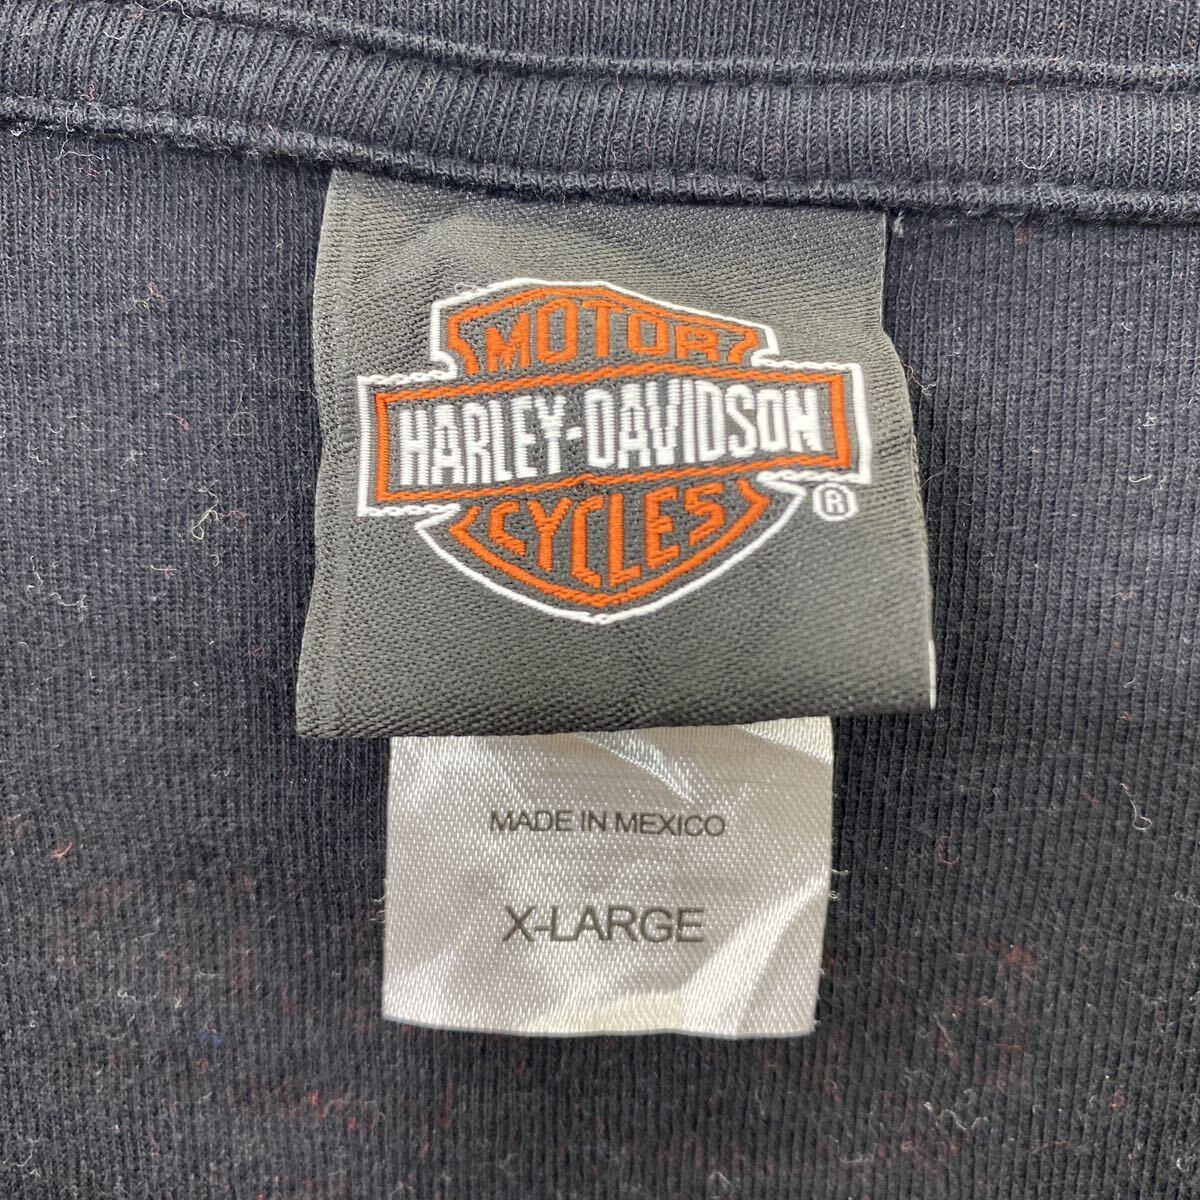 MOTOR
HARLEY-DAVIDSON
CYCLES
®
MADE IN MEXICO
X-LARGE